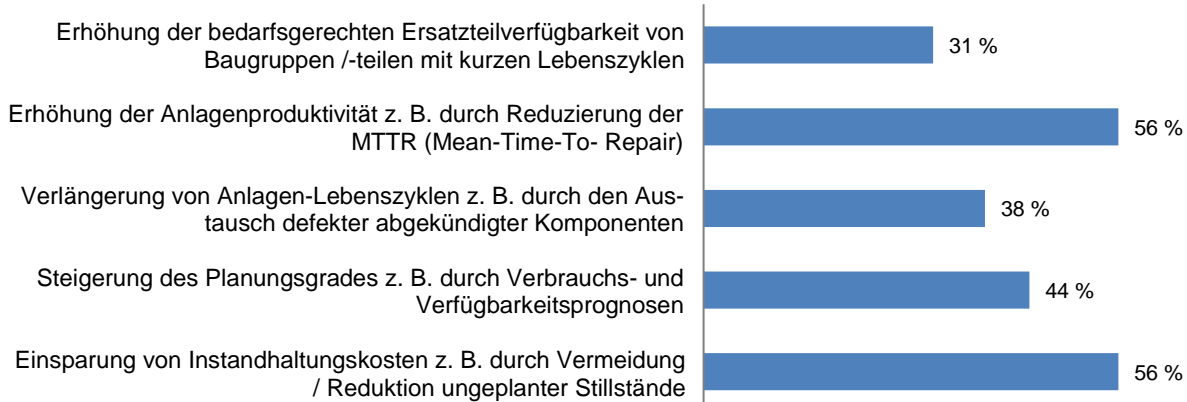 Erhöhung der bedarfsgerechten Ersatzteilverfügbarkeit von
Baugruppen /-teilen mit kurzen Lebenszyklen
31 %
Erhöhung der Anlagenproduktivität z. B. durch Reduzierung der
MTTR (Mean-Time-To- Repair)
56 %
Verlängerung von Anlagen-Lebenszyklen z. B. durch den Aus-
tausch defekter abgekündigter Komponenten
38 %
Steigerung des Planungsgrades z. B. durch Verbrauchs- und
Verfügbarkeitsprognosen
44 %
Einsparung von Instandhaltungskosten z. B. durch Vermeidung
/ Reduktion ungeplanter Stillstände
56 %